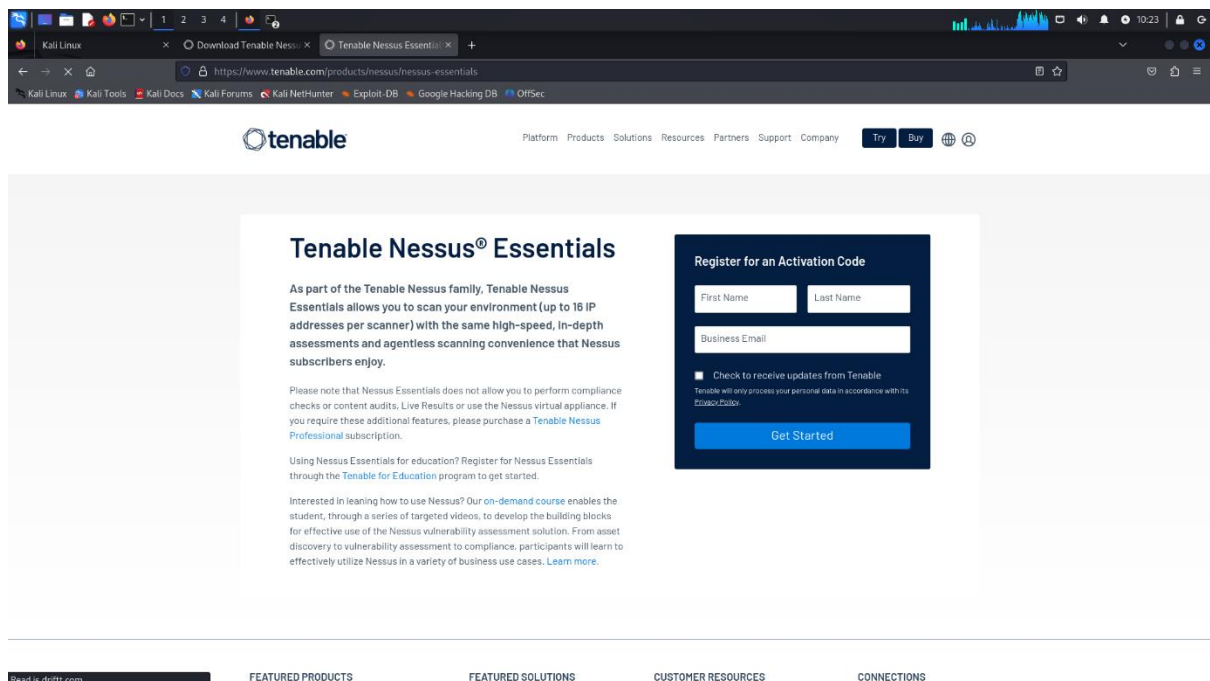 1 2 3 4
10:23
Kali Linux
Download Tenable Nessu
Tenable Nessus Essential
https://www.tenable.com/products/nessus/nessus-essentials
Kali Linux Kali Tools Kali Docs Kali Forums Kali NetHunter Exploit-DB Google Hacking DB OffSec
tenable
Platform Products Solutions Resources Partners Support Company Try Buy
Tenable Nessus® Essentials
As part of the Tenable Nessus family, Tenable Nessus
Essentials allows you to scan your environment (up to 16 IP
addresses per scanner) with the same high-speed, in-depth
assessments and agentless scanning convenience that Nessus
subscribers enjoy.
Please note that Nessus Essentials does not allow you to perform compliance
checks or content audits, Live Results or use the Nessus virtual appliance. If
you require these additional features, please purchase a Tenable Nessus
Professional subscription.
Using Nessus Essentials for education? Register for Nessus Essentials
through the Tenable for Education program to get started.
Interested in leaning how to use Nessus? Our on-demand course enables the
student, through a series of targeted videos, to develop the building blocks
for effective use of the Nessus vulnerability assessment solution. From asset
discovery to vulnerability assessment to compliance, participants will learn to
effectively utilize Nessus in a variety of business use cases. Learn more.
Register for an Activation Code
First Name Last Name
Business Email
Check to receive updates from Tenable
Tenable will only process your personal data in accordance with its
Privacy Policy.
Get Started
Read js.driftt.com
FEATURED PRODUCTS FEATURED SOLUTIONS CUSTOMER RESOURCES CONNECTIONS